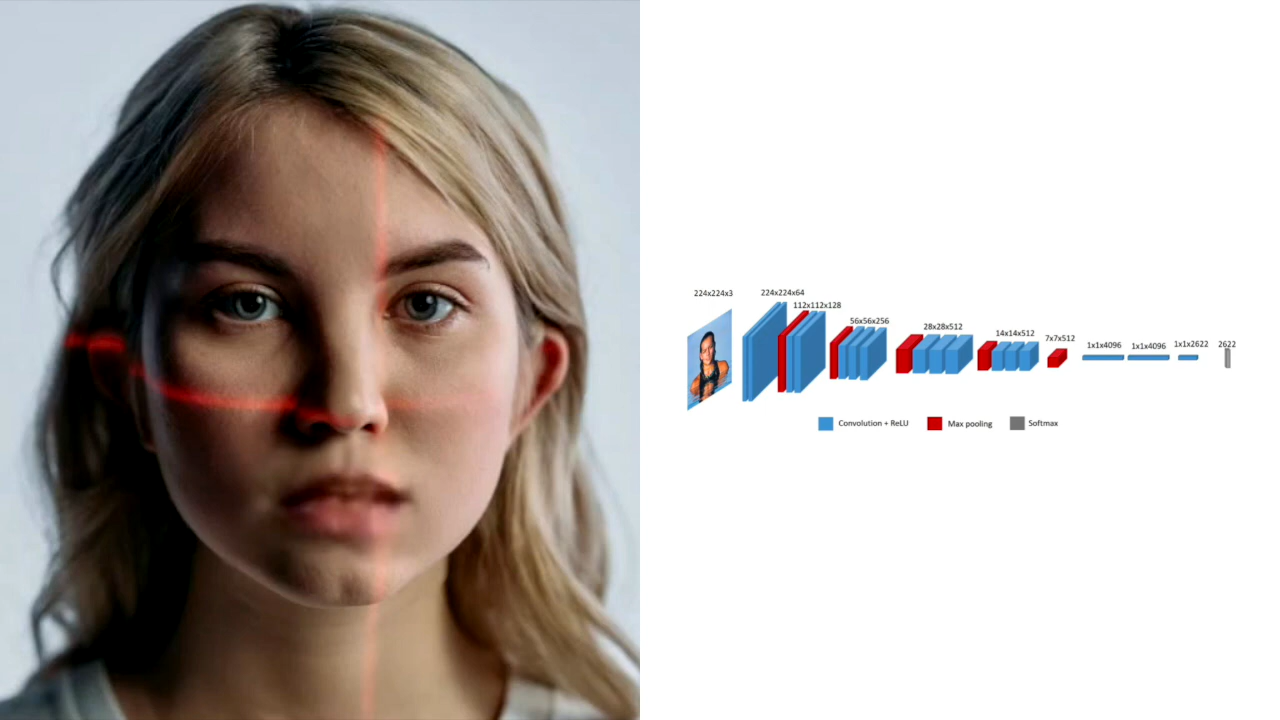 224x224x3
224x224x64
112x112x128
56x56x256
28x28x512
14x14x512
7x7x512
1x1x4096
1x1x4096
1x1x2622
2622
Convolution + ReLU
Max pooling
Softmax